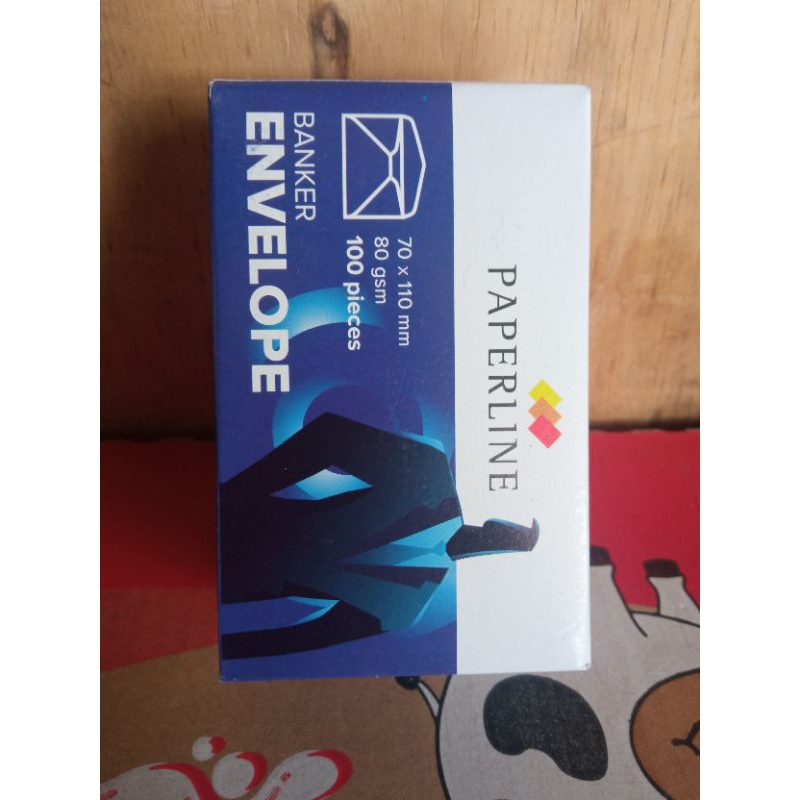 PAPERLINE
70 x 110 mm
80 gsm
100 pieces
BANKER
ENVELOPE